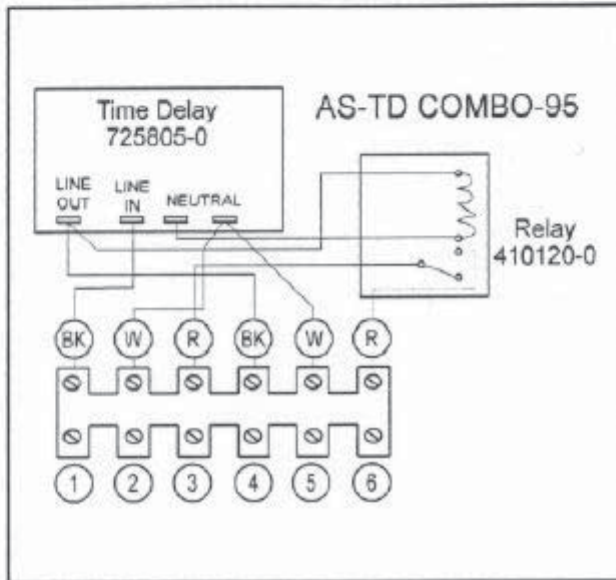 Time Delay
725805-0
AS-TD COMBO-95
LINE OUT
LINE IN
NEUTRAL
Relay
410120-0
BK W R BK W R
1 2 3 4 5 6